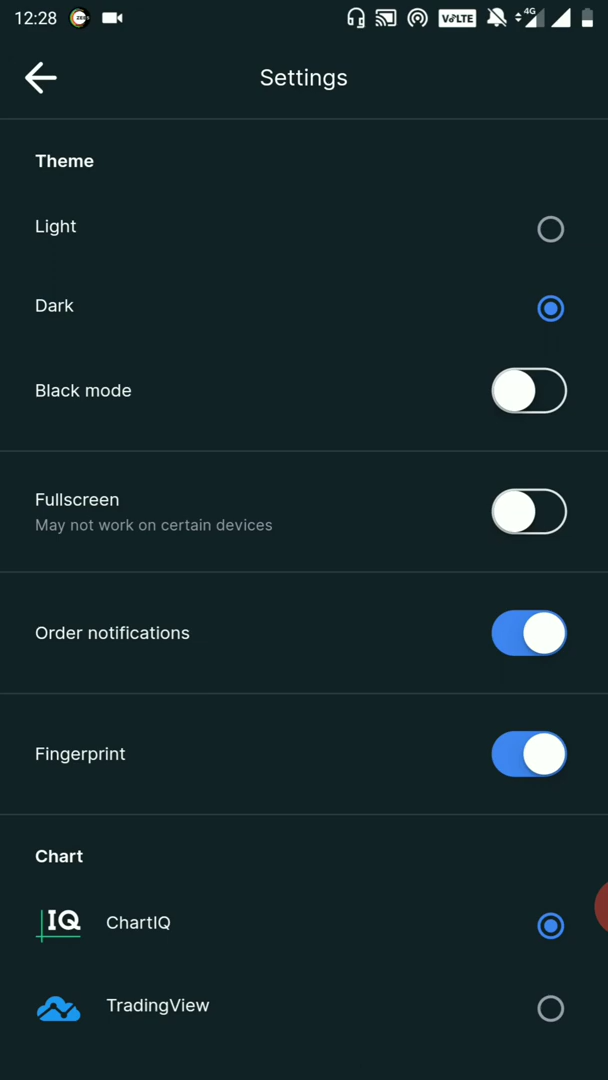 12:28
VoLTE
4G
Settings
Theme
Light
Dark
Black mode
Fullscreen
May not work on certain devices
Order notifications
Fingerprint
Chart
IQ ChartIQ
TradingView